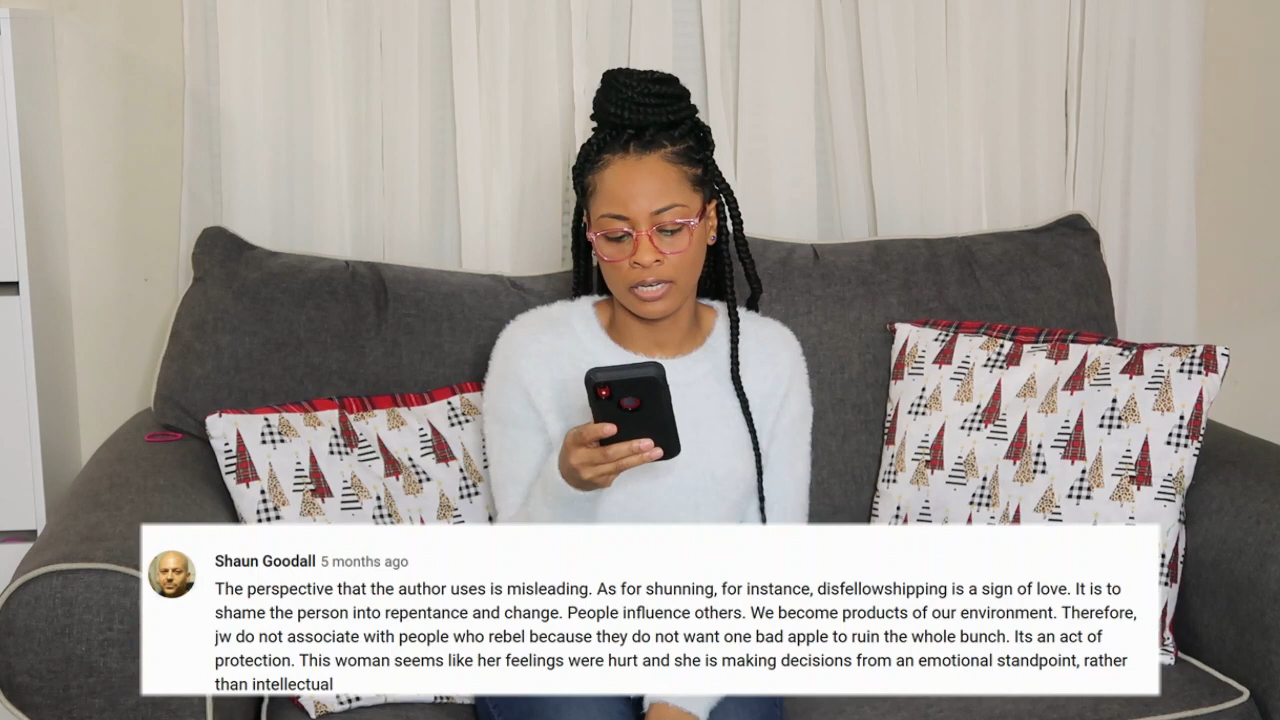 Shaun Goodall 5 months ago
The perspective that the author uses is misleading. As for shunning, for instance, disfellowshipping is a sign of love. It is to
shame the person into repentance and change. People influence others. We become products of our environment. Therefore,
jw do not associate with people who rebel because they do not want one bad apple to ruin the whole bunch. Its an act of
protection. This woman seems like her feelings were hurt and she is making decisions from an emotional standpoint, rather
than intellectual